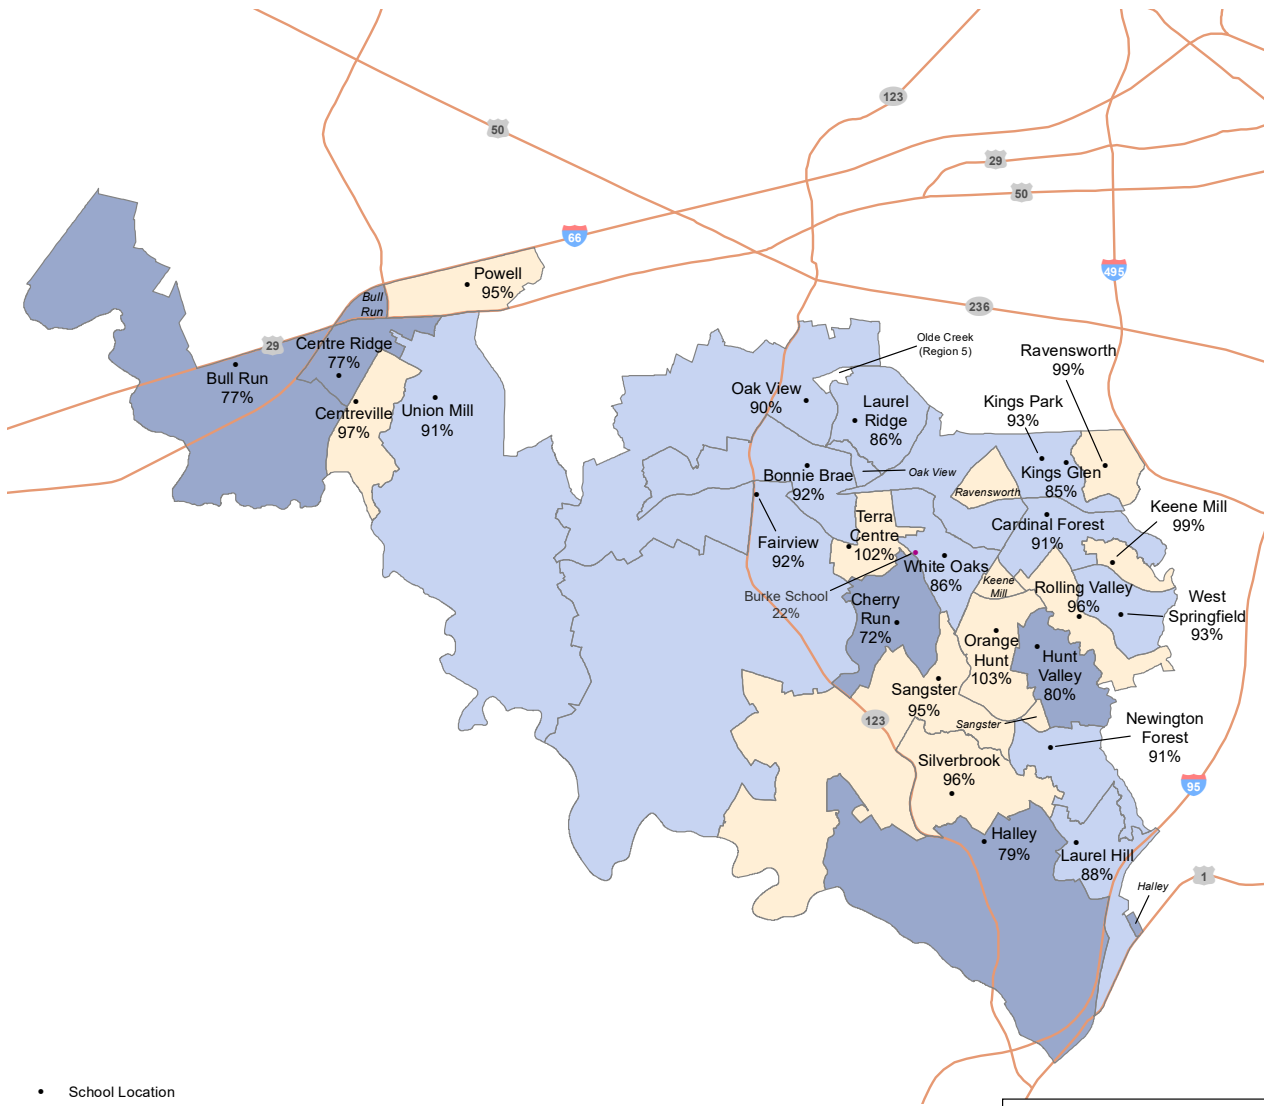 123
50
29
50
66
495
236
Powell
95%
Bull
Run
29
Centre Ridge
77%
Bull Run
77%
Centreville
97%
Union Mill
91%
Olde Creek
(Region 5)
Ravensworth
99%
Oak View
90%
Laurel
Ridge
86%
Kings Park
93%
Bonnie Brae
92%
Oak View
Kings Glen
85%
Ravensworth
Keene Mill
99%
Terra
Centre
102%
Cardinal Forest
91%
Fairview
92%
White Oaks
86%
Burke School
22%
Keene
Mill
Rolling Valley
96%
West
Springfield
93%
Cherry
Run
72%
Orange
Hunt
103%
Hunt
Valley
80%
Sangster
95%
123
Sangster
Newington
Forest
91%
Silverbrook
96%
95
Halley
79%
Laurel Hill
88%
1
Halley
School Location